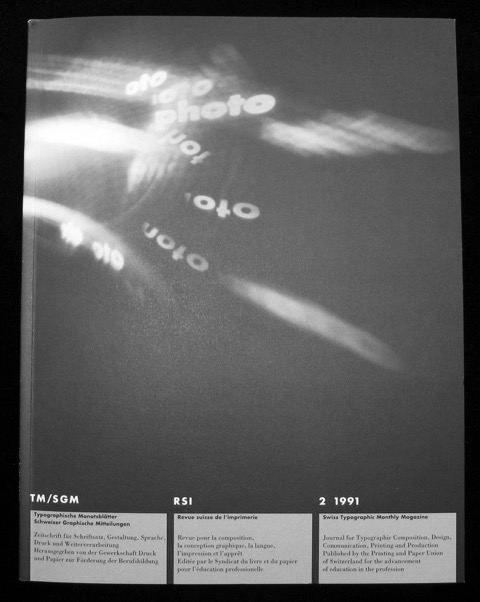 oto
oto
photo
foto
oto
foton
oto
TM/SGM
Typographische Monatsblätter
Schweizer Graphische Mitteilungen
Zeitschrift für Schriftsatz, Gestaltung, Sprache,
Druck und Weiterverarbeitung
Herausgegeben von der Gewerkschaft Druck
und Papier zur Förderung der Berufsbildung
RSI
Revue suisse de l'imprimerie
Revue pour la composition,
la conception graphique, la langue,
l'impression et l'apprêt
Editée par le Syndicat du livre et du papier
pour l'éducation professionelle
2 1991
Swiss Typographic Monthly Magazine
Journal for Typographic Composition, Design,
Communication, Printing and Production
Published by the Printing and Paper Union
of Switzerland for the advancement
of education in the profession